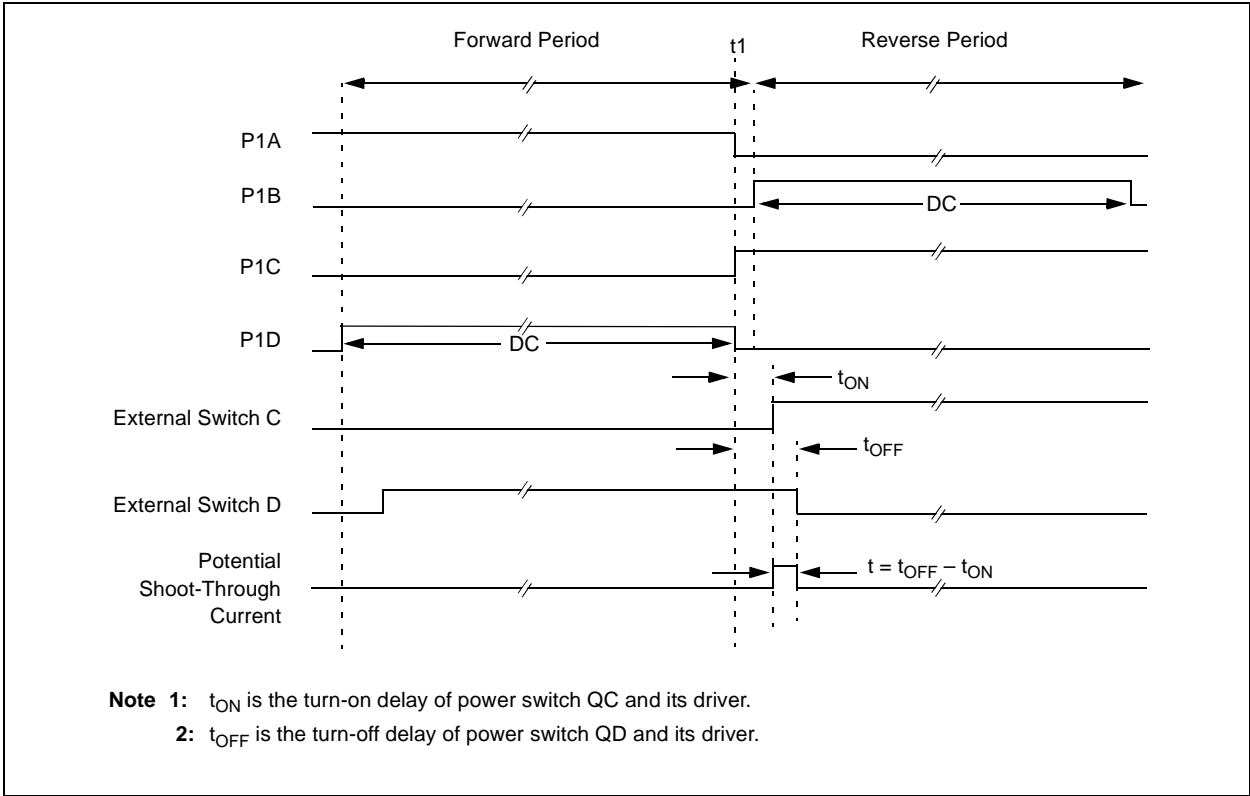 Forward Period
t1
Reverse Period
P1A
P1B
DC
P1C
P1D
DC
tON
External Switch C
tOFF
External Switch D
Potential
Shoot-Through
Current
t = tOFF – tON
Note 1: tON is the turn-on delay of power switch QC and its driver.
2: tOFF is the turn-off delay of power switch QD and its driver.